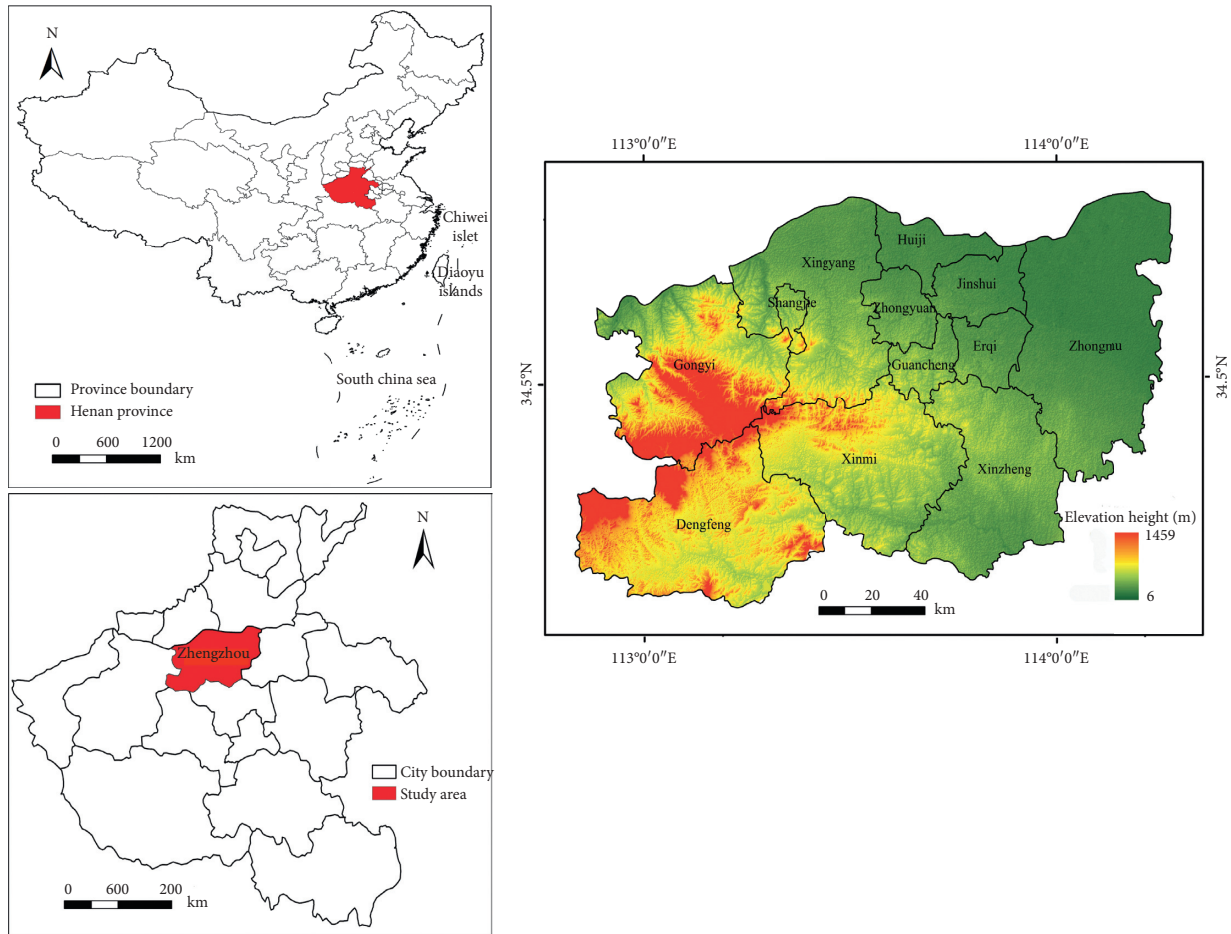 N
Chiwei
islet
Diaoyu
islands
South china sea
Province boundary
Henan province
0 600 1200
km
N
Zhengzhou
City boundary
Study area
0 600 200
km
113°0′0″E 114°0′0″E
34.5°N
34.5°N
Huiji
Xingyang
Jinshui
Shangjie
Zhongyuan
Erqi
Zhongmu
Gongyi
Guancheng
Xinmi
Xinzheng
Dengfeng
Elevation height (m)
1459
6
0 20 40
km
113°0′0″E 114°0′0″E